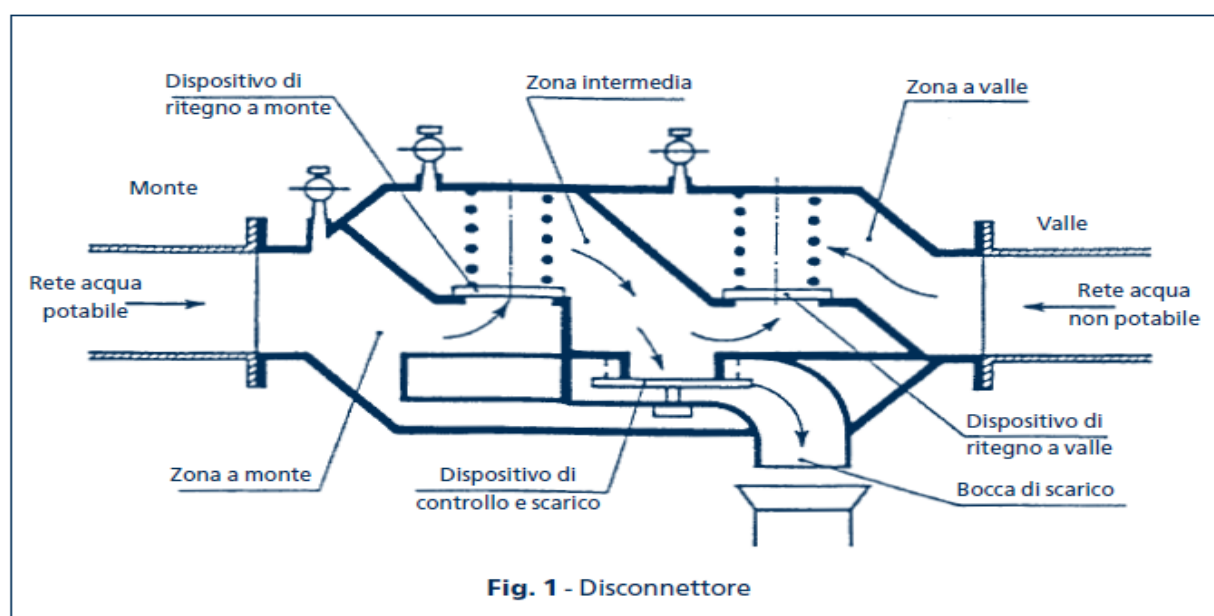 Dispositivo di
ritegno a monte
Zona intermedia
Zona a valle
Monte
Valle
Rete acqua
potabile
Rete acqua
non potabile
Zona a monte
Dispositivo di
controllo e scarico
Dispositivo di
ritegno a valle
Bocca di scarico
Fig. 1 - Disconnettore